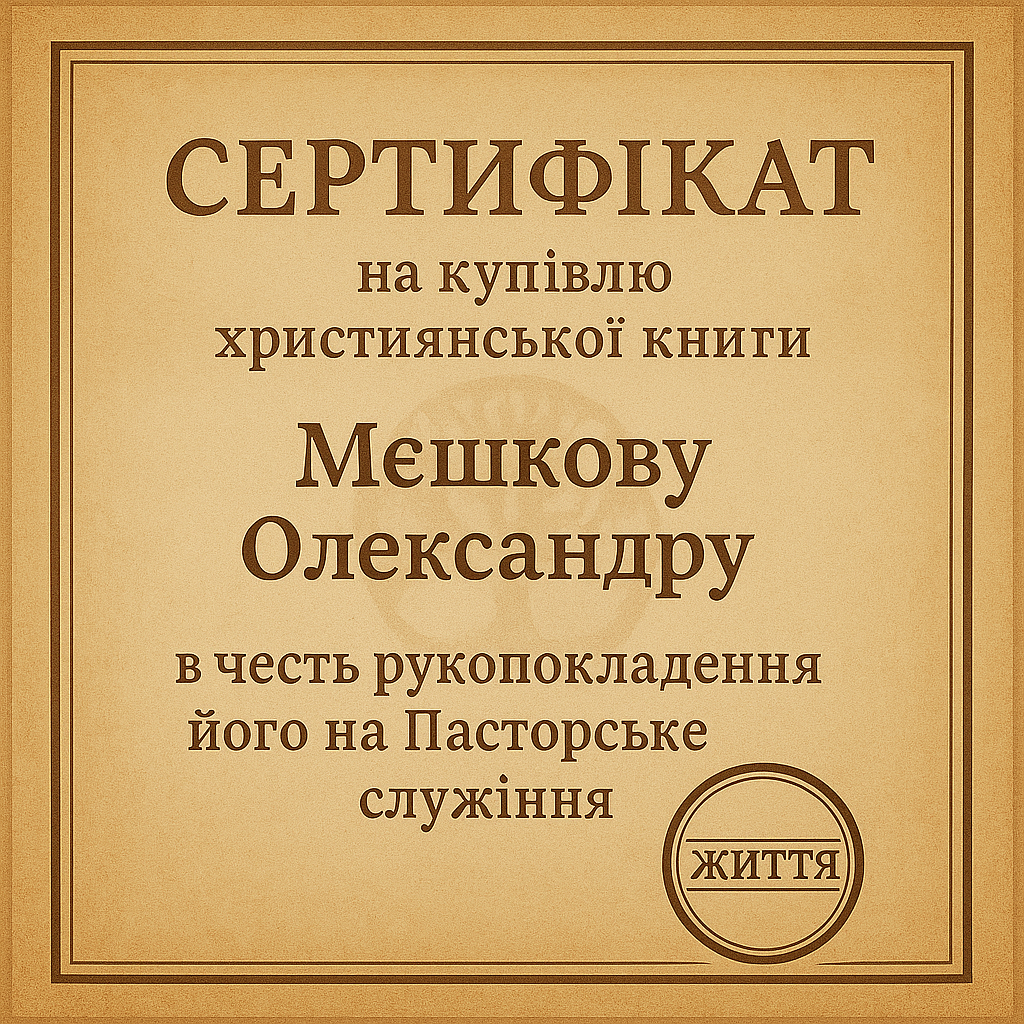 СЕРТИФІКАТ
на купівлю
християнської книги
Мєшкову
Олександру
в честь рукопокладення
його на Пасторське
служіння
ЖИТТЯ